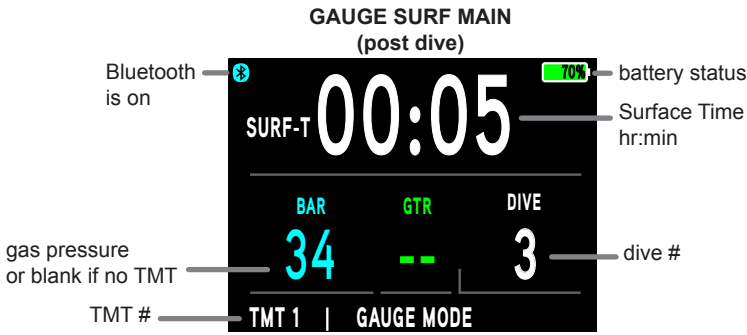 GAUGE SURF MAIN
(post dive)
Bluetooth
is on
70%
battery status
SURF-T 00:05
Surface Time
hr:min
BAR GTR DIVE
34 -- 3
gas pressure
or blank if no TMT
dive #
TMT #
TMT 1 | GAUGE MODE